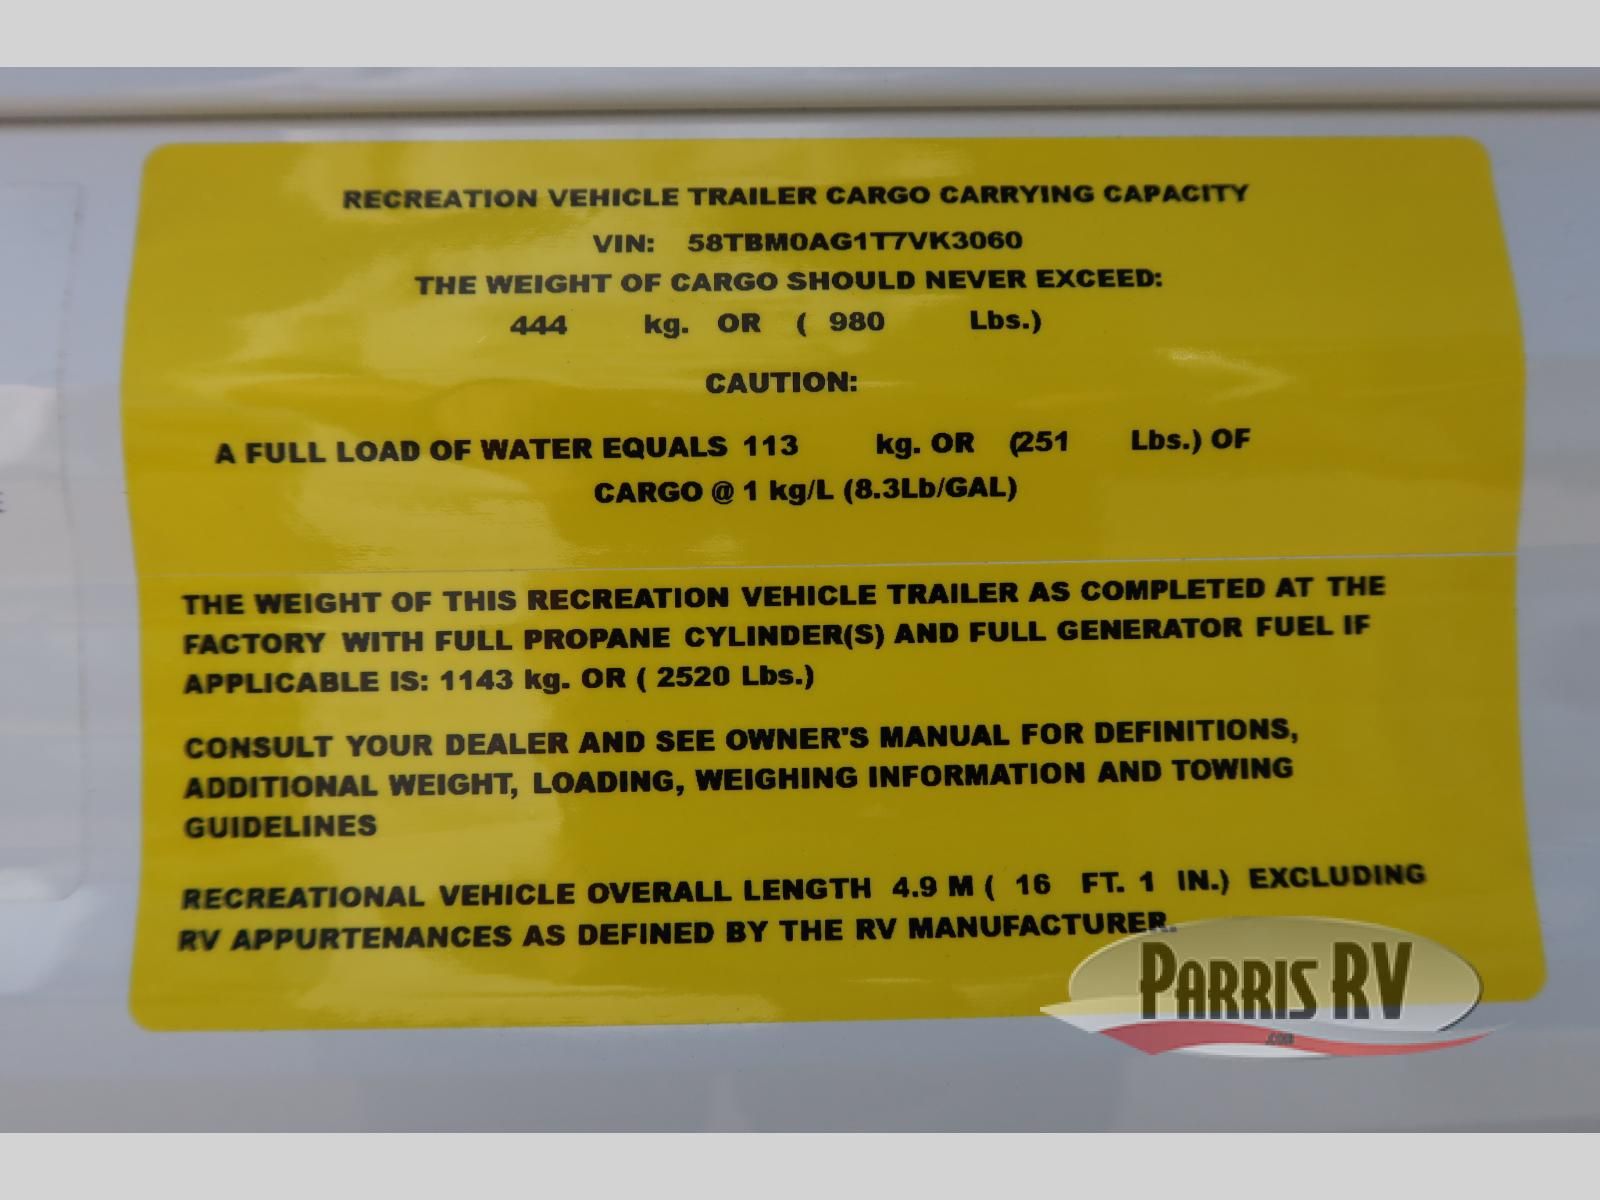 RECREATION VEHICLE TRAILER CARGO CARRYING CAPACITY
VIN: 58TBM0AG1T7VK3060
THE WEIGHT OF CARGO SHOULD NEVER EXCEED:
444 kg. OR ( 980 Lbs.)
CAUTION:
A FULL LOAD OF WATER EQUALS 113 kg. OR (251 Lbs.) OF
CARGO @ 1 kg/L (8.3Lb/GAL)
THE WEIGHT OF THIS RECREATION VEHICLE TRAILER AS COMPLETED AT THE
FACTORY WITH FULL PROPANE CYLINDER(S) AND FULL GENERATOR FUEL IF
APPLICABLE IS: 1143 kg. OR ( 2520 Lbs.)
CONSULT YOUR DEALER AND SEE OWNER'S MANUAL FOR DEFINITIONS,
ADDITIONAL WEIGHT, LOADING, WEIGHING INFORMATION AND TOWING
GUIDELINES
RECREATIONAL VEHICLE OVERALL LENGTH 4.9 M ( 16 FT. 1 IN.) EXCLUDING
RV APPURTENANCES AS DEFINED BY THE RV MANUFACTURER.
PARRIS RV
.com